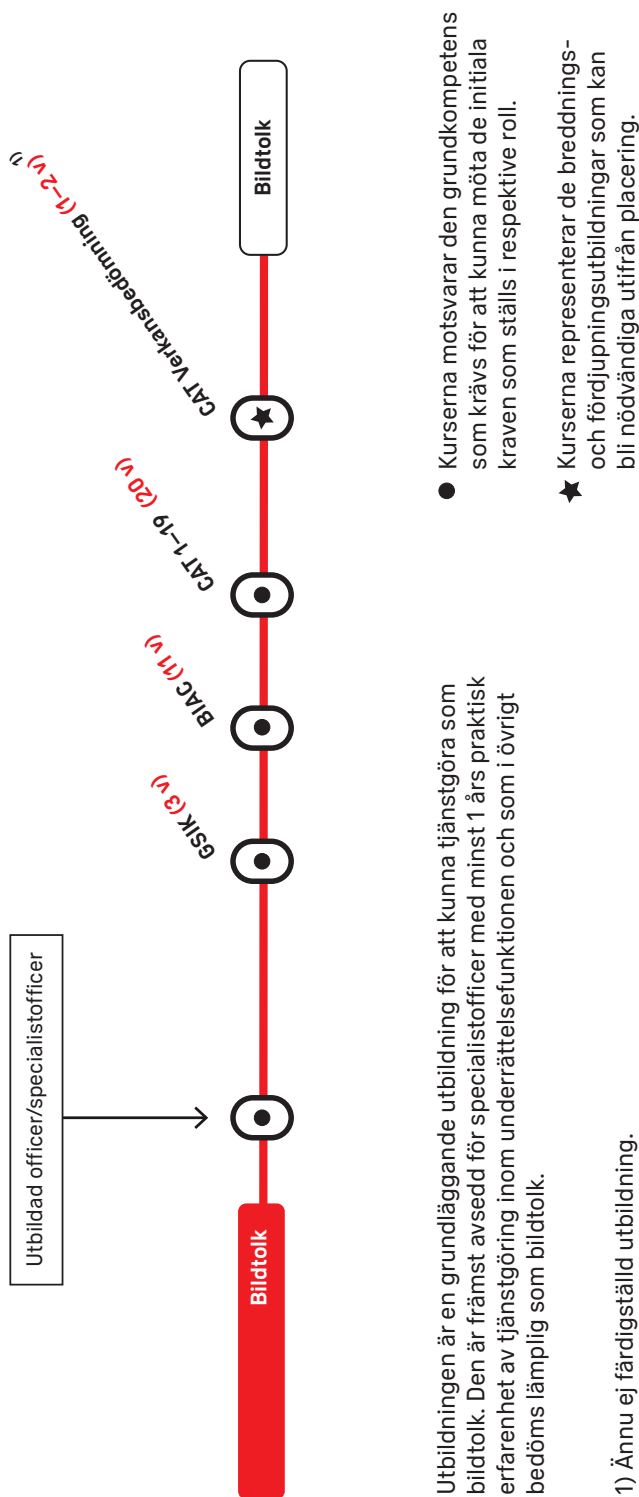 Utbildad officer/specialistofficer
Bildtolk
GSIK (3 v)
BIAC (11 v)
CAT 1–19 (20 v)
CAT Verkansbedömning (1–2 v) 1)
Bildtolk
Utbildningen är en grundläggande utbildning för att kunna tjänstgöra som
bildtolk. Den är främst avsedd för specialistofficer med minst 1 års praktisk
erfarenhet av tjänstgöring inom underrättelsefunktionen och som i övrigt
bedöms lämplig som bildtolk.
1) Ännu ej färdigställd utbildning.
Kurserna motsvarar den grundkompetens
som krävs för att kunna möta de initiala
kraven som ställs i respektive roll.
Kurserna representerar de breddnings-
och fördjupningsutbildningar som kan
bli nödvändiga utifrån placering.